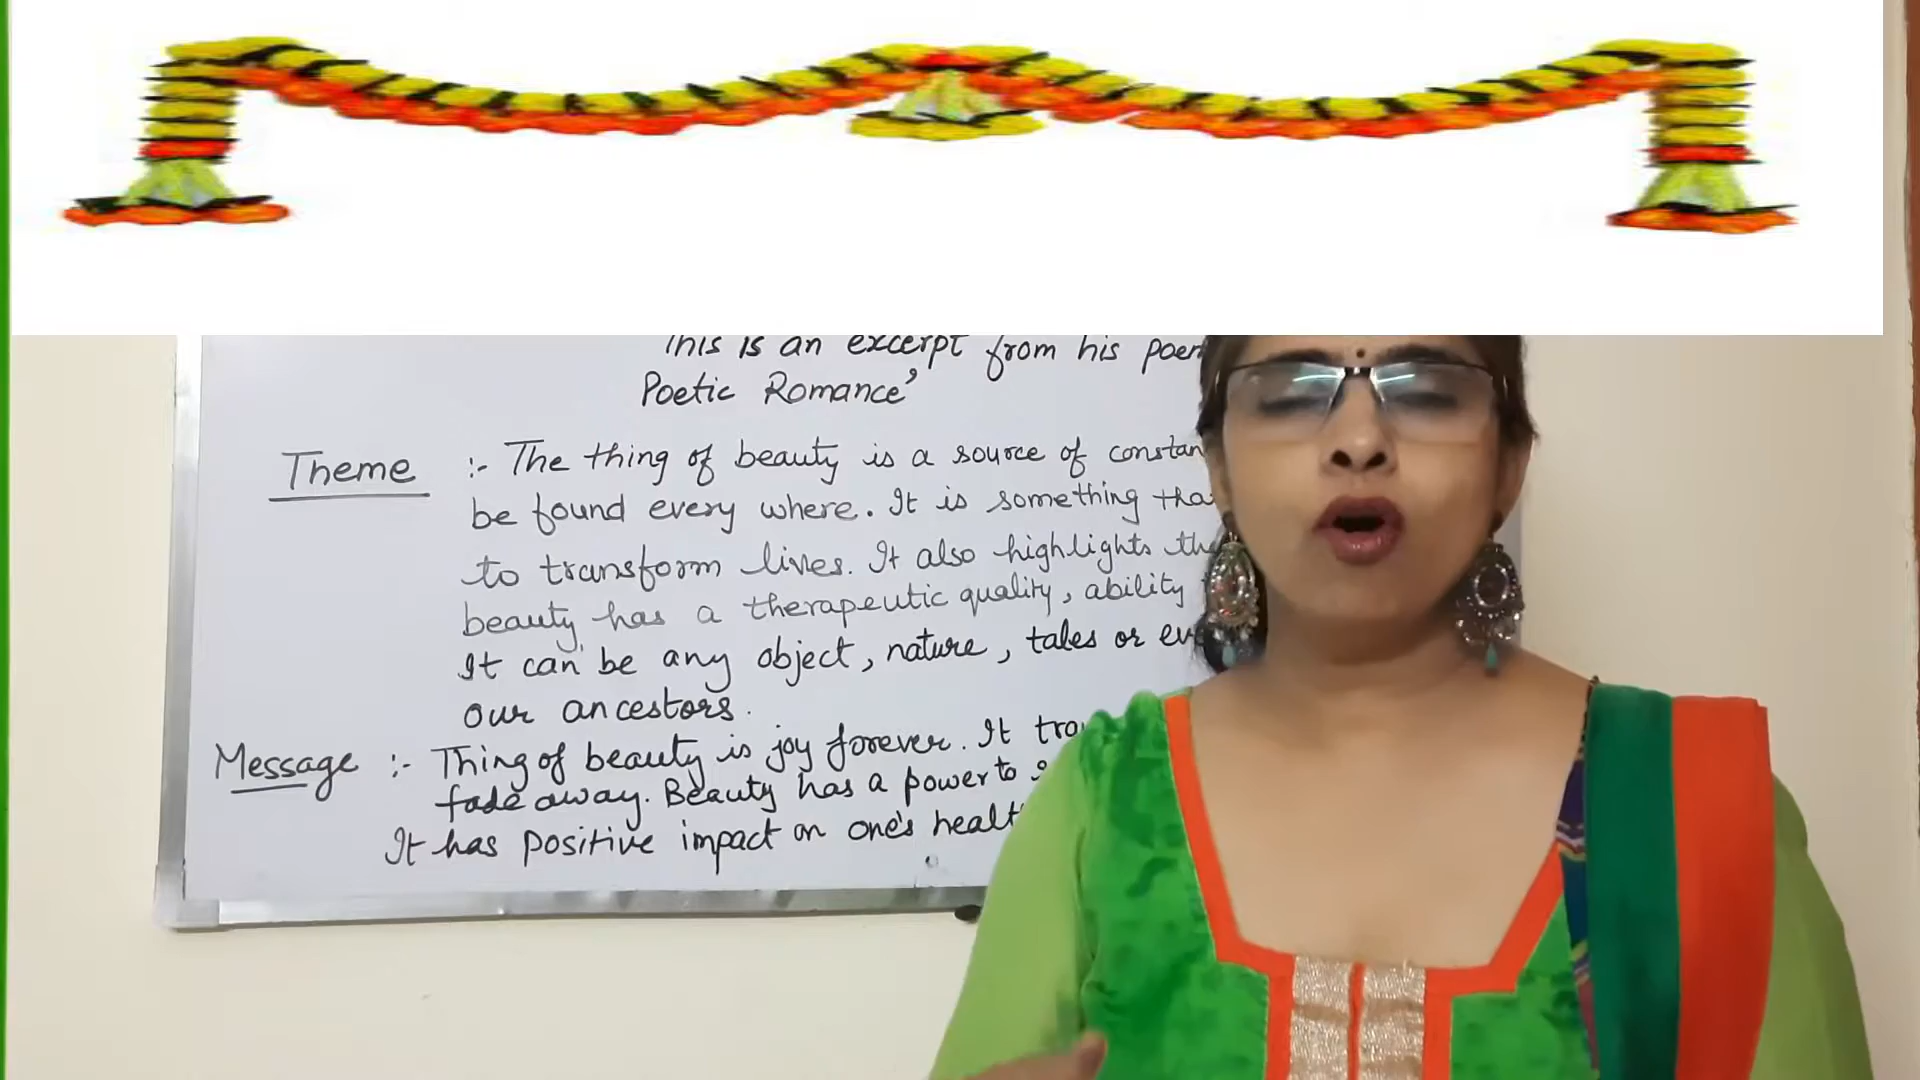 This is an excerpt from his
Poetic Romance'
Theme :- The thing of beauty is a source of
be found every where. It is something
to transform lives. It also highlights
beauty has a therapeutic quality, ability
It can be any object, nature, tales or
our ancestors.
Message :- Thing of beauty is joy forever. It
fade away. Beauty has a power to
It has positive impact on one's